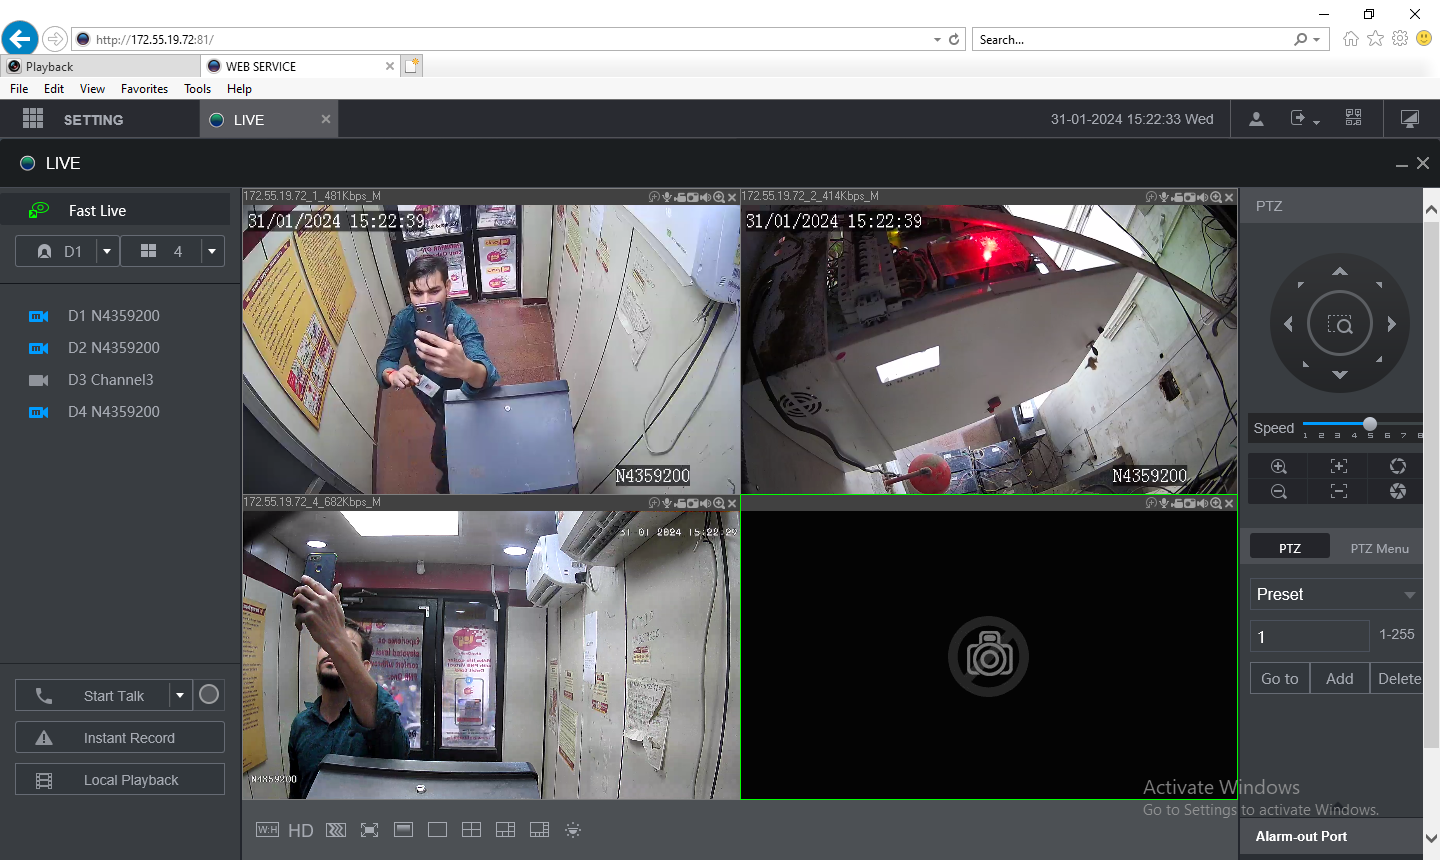 http://172.55.19.72:81/
Search...
Playback
WEB SERVICE
File Edit View Favorites Tools Help
SETTING
LIVE
31-01-2024 15:22:33 Wed
LIVE
Fast Live
D1
4
D1 N4359200
D2 N4359200
D3 Channel3
D4 N4359200
Start Talk
Instant Record
Local Playback
172.55.19.72_1_481Kbps_M
31/01/2024 15:22:39
N4359200
172.55.19.72_2_414Kbps_M
31/01/2024 15:22:39
N4359200
172.55.19.72_4_682Kbps_M
31 01 2024 15:22:29
N4359200
W:H HD
PTZ
Speed
1 2 3 4 5 6 7 8
PTZ PTZ Menu
Preset
1 1-255
Go to Add Delete
Activate Windows
Go to Settings to activate Windows.
Alarm-out Port